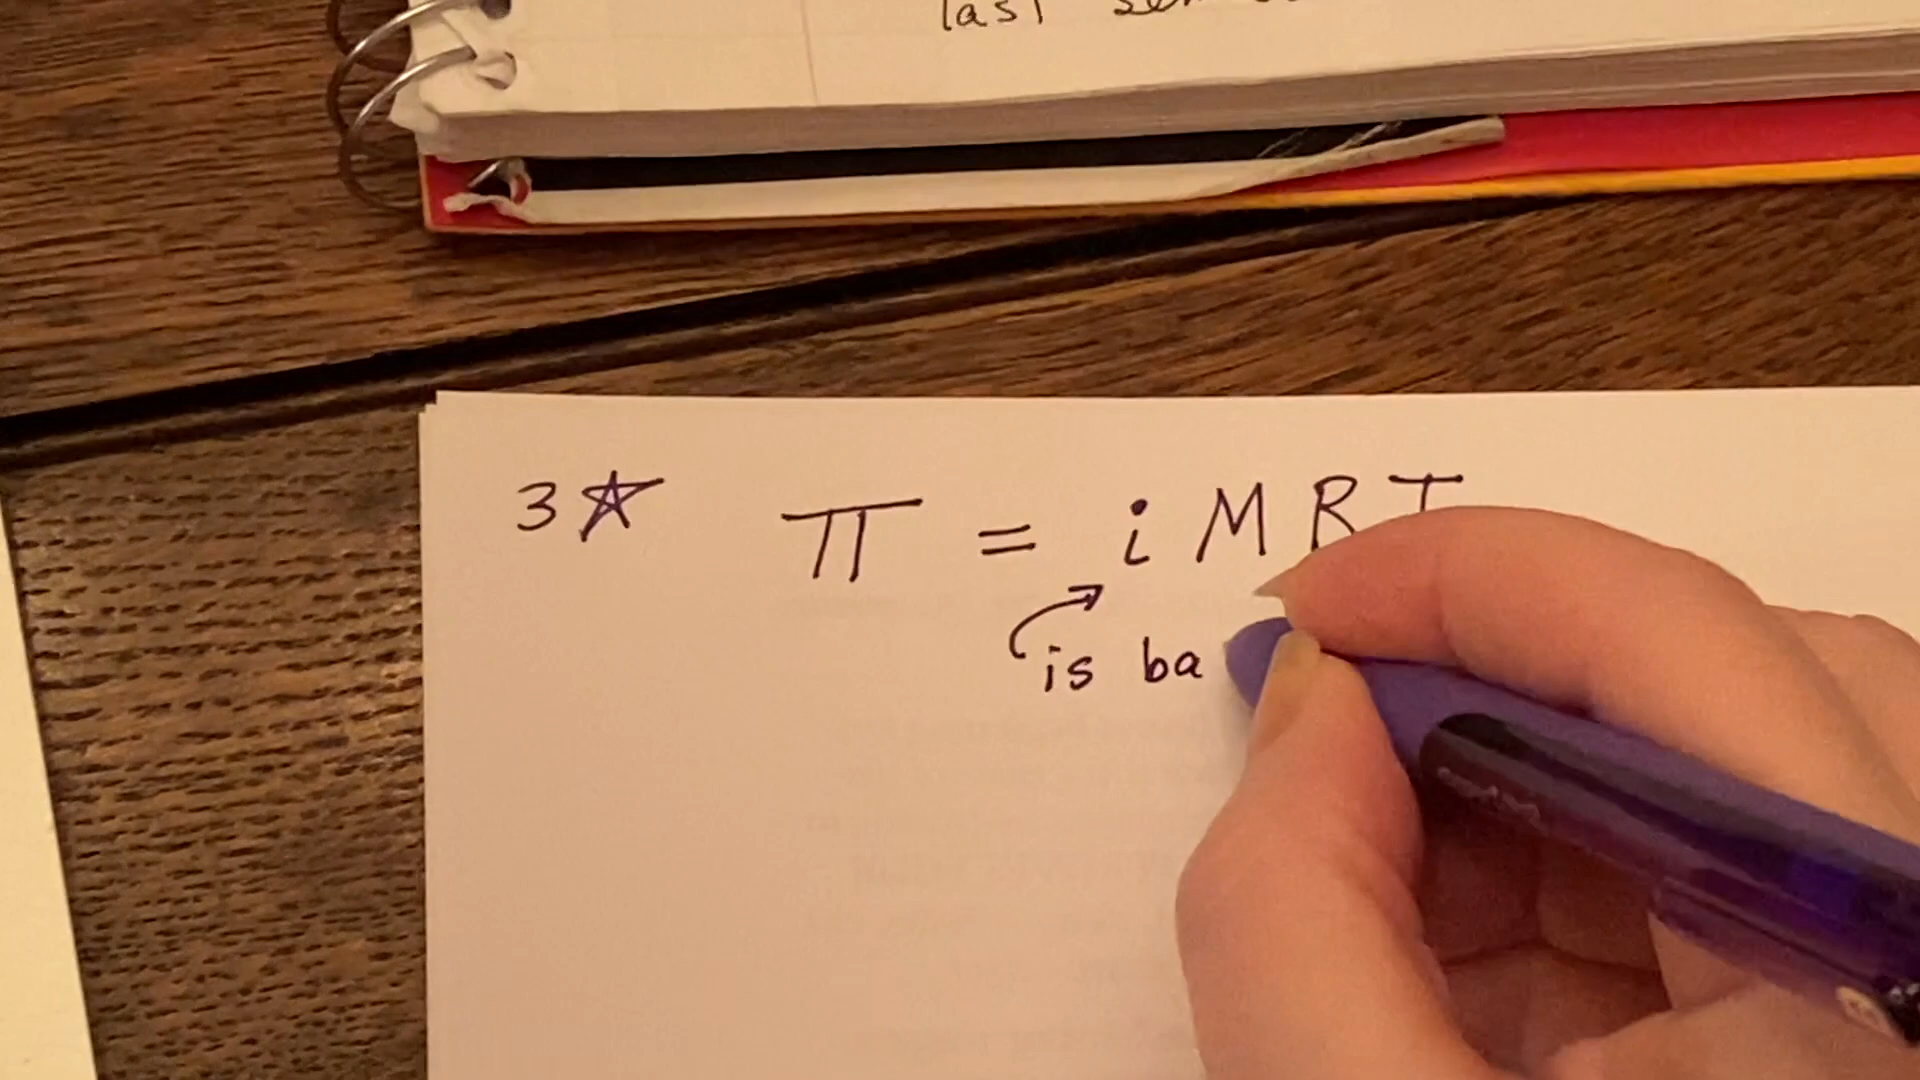 last
3☆ π = i M R T
is ba